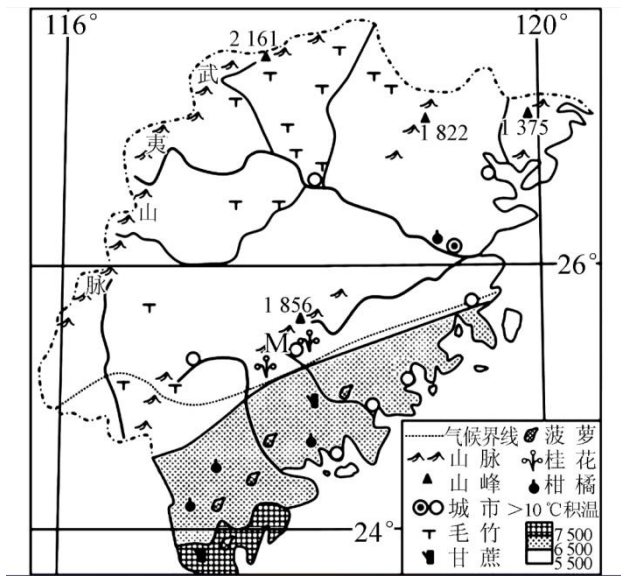 116° 120°
2 161
武
1 822
1 375
夷
山
26°
脉
1 856
M
气候界线 菠萝
山脉 桂花
山峰 柑橘
城市 >10℃积温
毛竹 7 500
甘蔗 6 500
5 500
24°